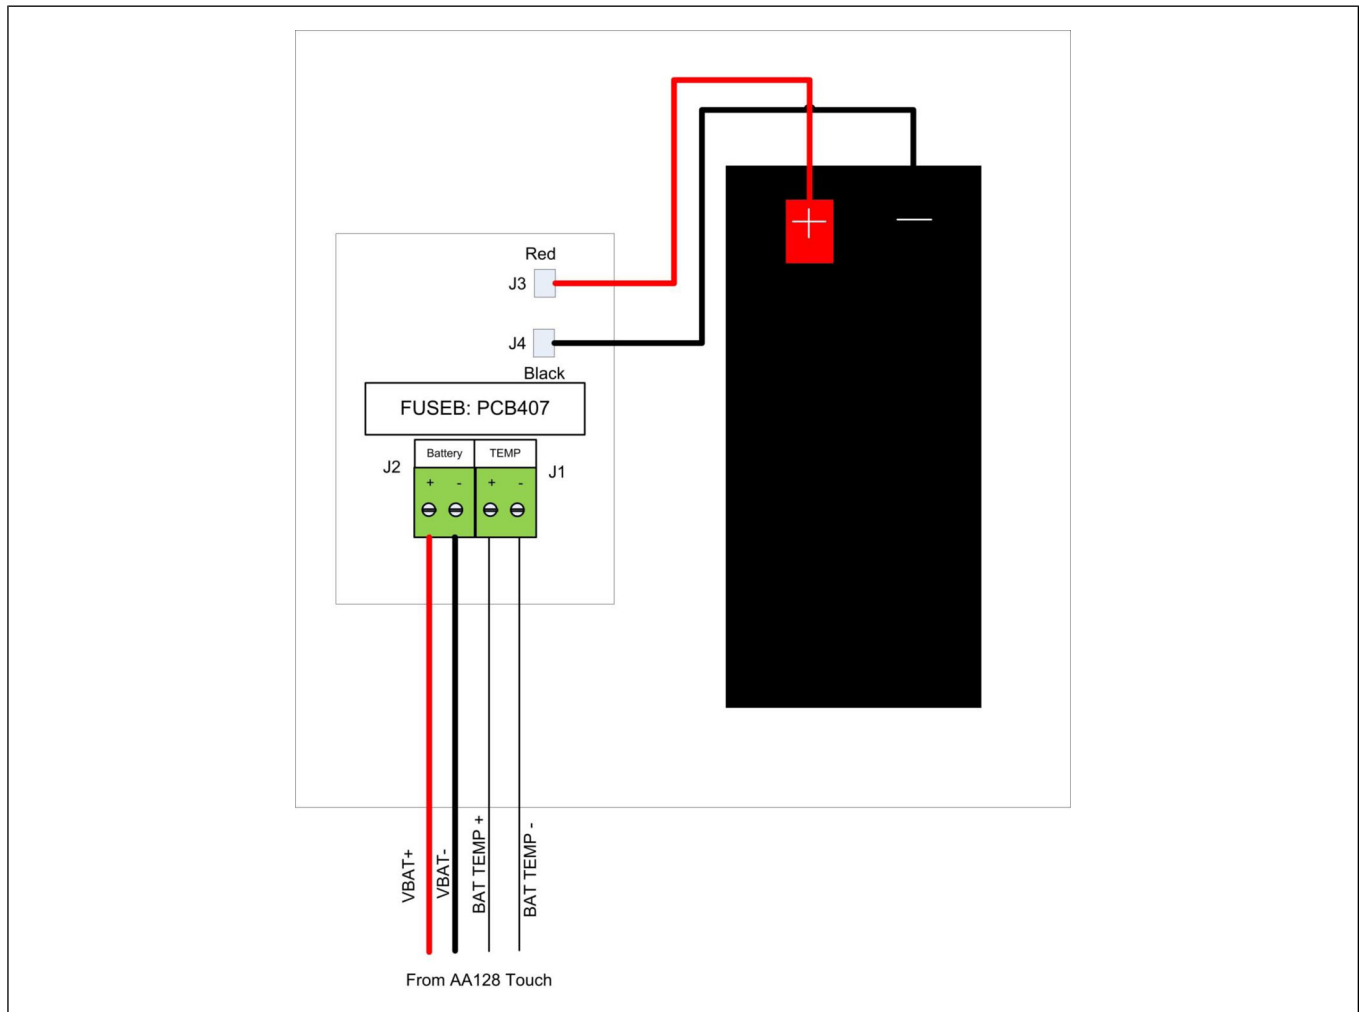 Red
J3
J4
Black
FUSEB: PCB407
J2
Battery
TEMP
J1
+ - + -
VBAT+
VBAT-
BAT TEMP +
BAT TEMP -
From AA128 Touch